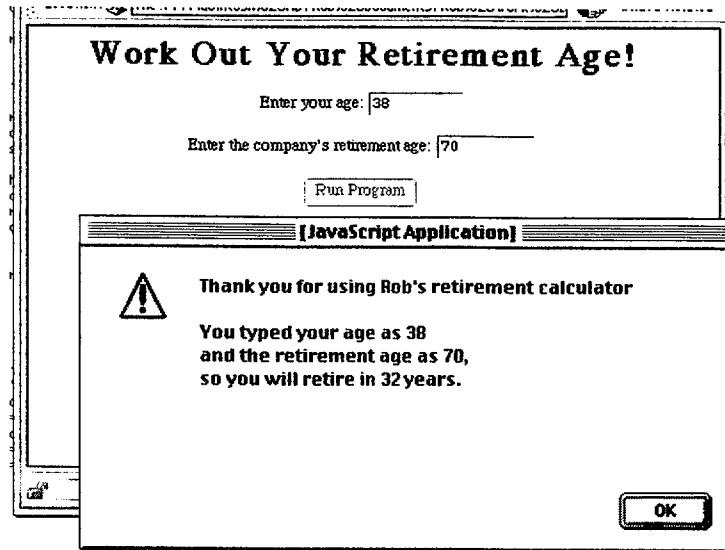 Work Out Your Retirement Age!
Enter your age: 38
Enter the company's retirement age: 70
Run Program
[JavaScript Application]
Thank you for using Rob's retirement calculator
You typed your age as 38
and the retirement age as 70,
so you will retire in 32 years.
OK